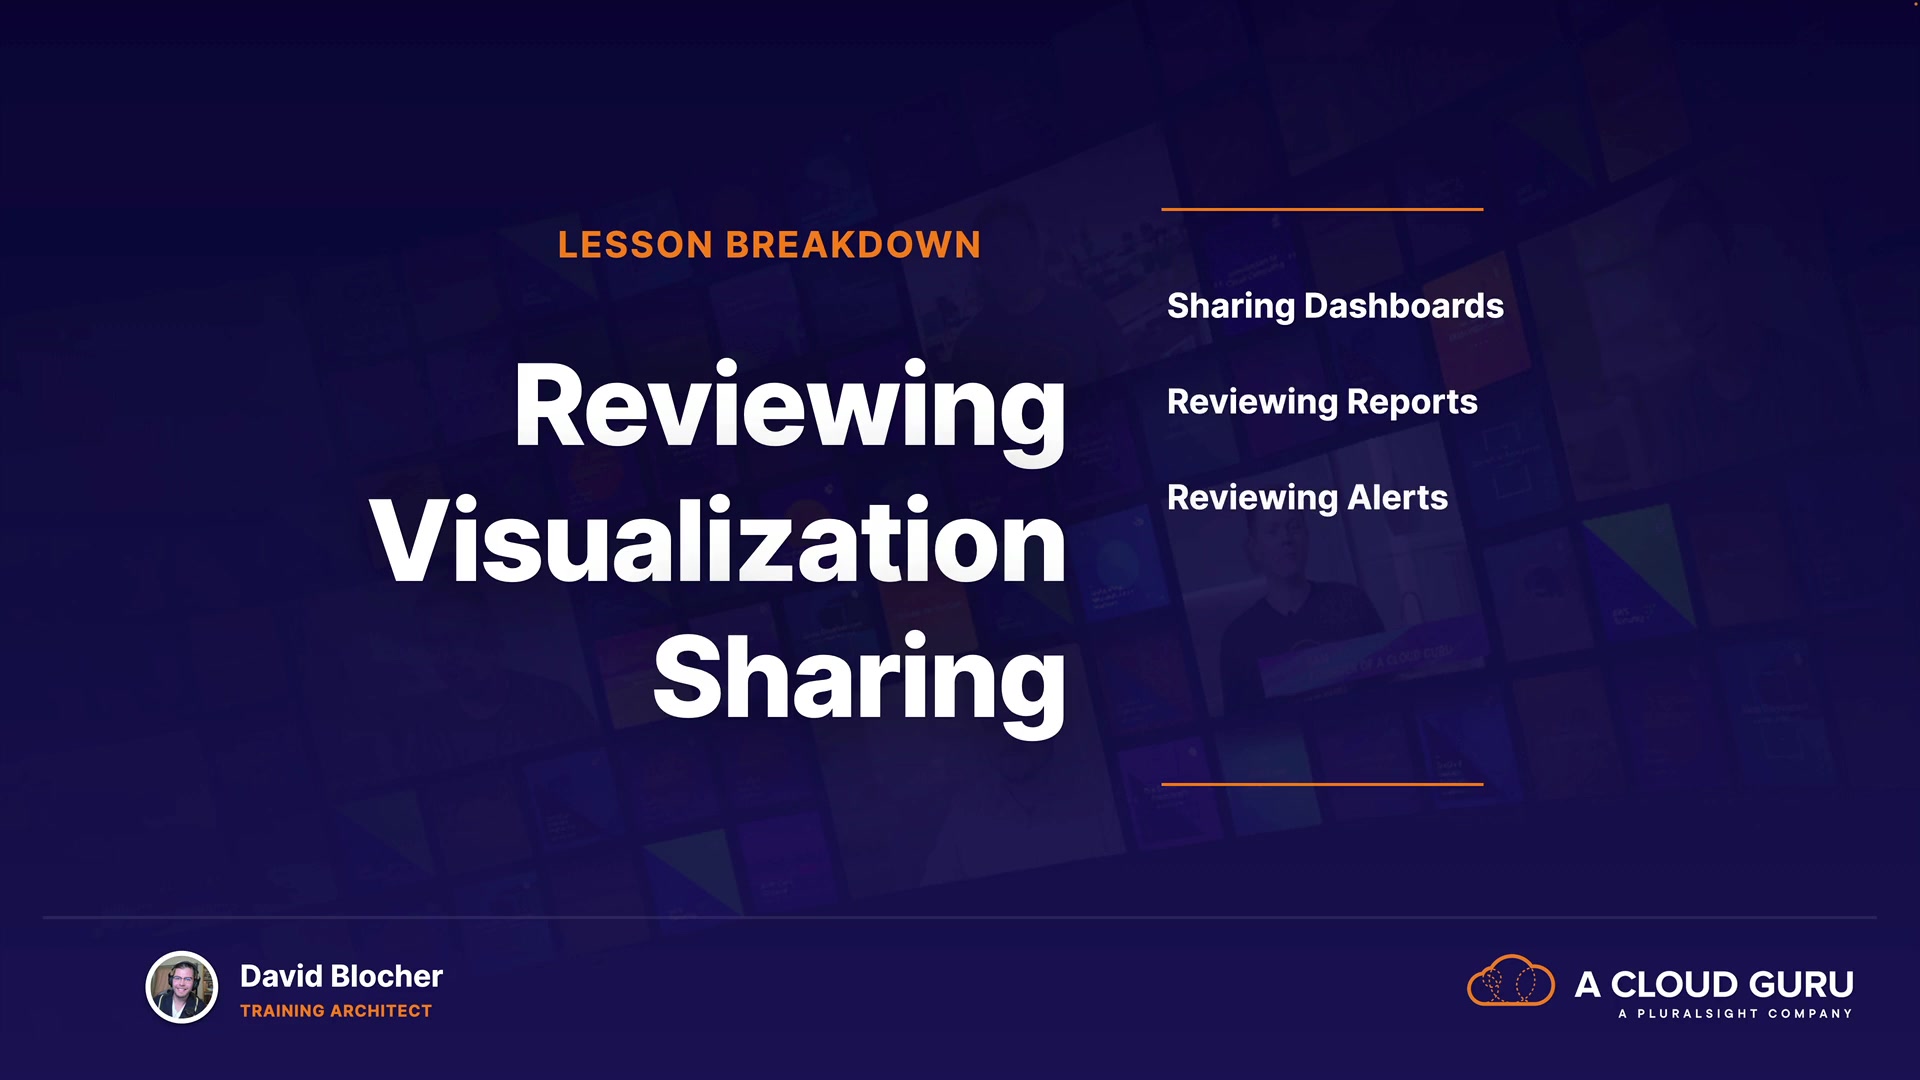 LESSON BREAKDOWN
Reviewing
Visualization
Sharing
Sharing Dashboards
Reviewing Reports
Reviewing Alerts
David Blocher
TRAINING ARCHITECT
A CLOUD GURU
A PLURALSIGHT COMPANY